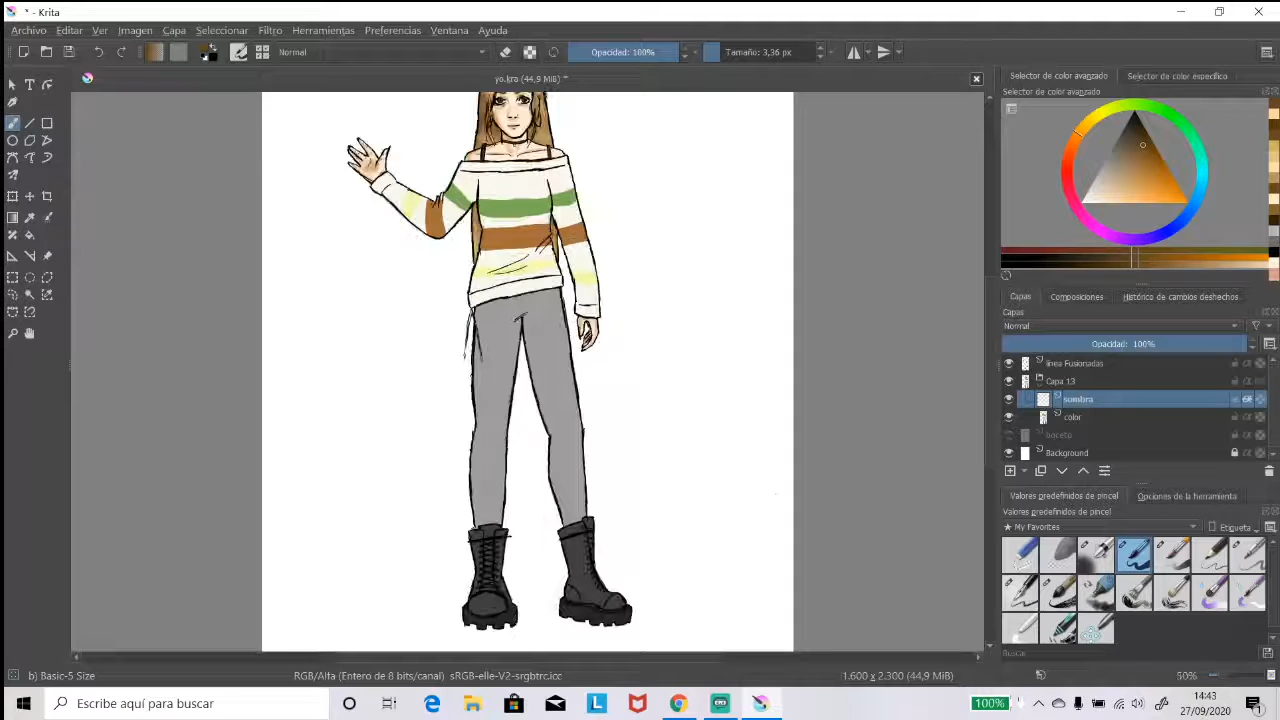 * - Krita
Archivo Editar Ver Imagen Capa Seleccionar Filtro Herramientas Preferencias Ventana Ayuda
Normal Opacidad: 100% Tamaño: 3,36 px
yo.kra (44,9 MiB) *
Selector de color avanzado Selector de color específico
Selector de color avanzado
Capas Composiciones Histórico de cambios deshechos
Capas
Normal
Opacidad: 100%
linea Fusionadas
Capa 13
sombra
color
boceto
Background
Valores predefinidos de pincel Opciones de la herramienta
Valores predefinidos de pincel
★ My Favorites Etiqueta
Buscar
b) Basic-5 Size RGB/Alfa (Entero de 8 bits/canal) sRGB-elle-V2-srgbtrc.icc 1.600 x 2.300 (44,9 MiB) 50%
Escribe aquí para buscar 100% 14:43
27/09/2020